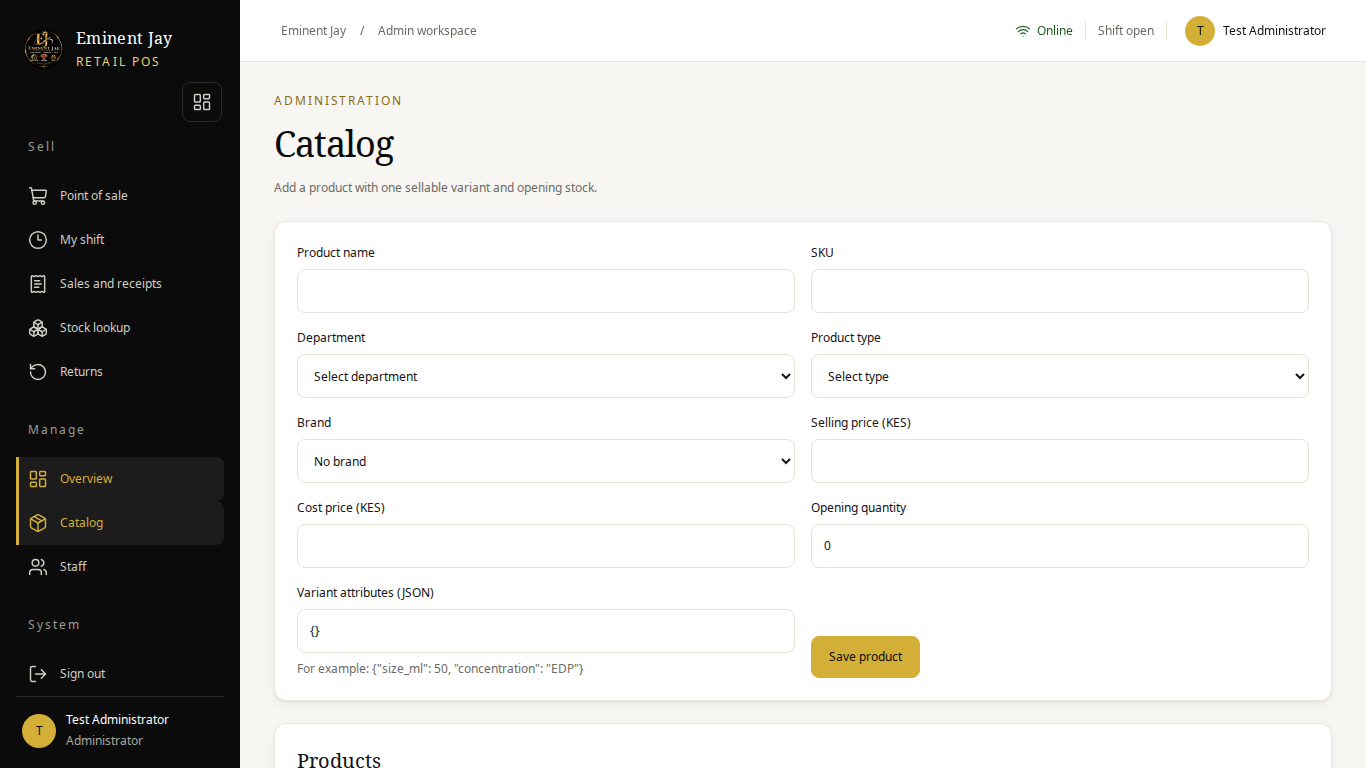 Eminent Jay
RETAIL POS
Sell
Point of sale
My shift
Sales and receipts
Stock lookup
Returns
Manage
Overview
Catalog
Staff
System
Sign out
T
Test Administrator
Administrator
Eminent Jay / Admin workspace
Online
Shift open
T
Test Administrator
ADMINISTRATION
Catalog
Add a product with one sellable variant and opening stock.
Product name
SKU
Department
Select department
Product type
Select type
Brand
No brand
Selling price (KES)
Cost price (KES)
Opening quantity
0
Variant attributes (JSON)
{}
For example: {"size_ml": 50, "concentration": "EDP"}
Save product
Products